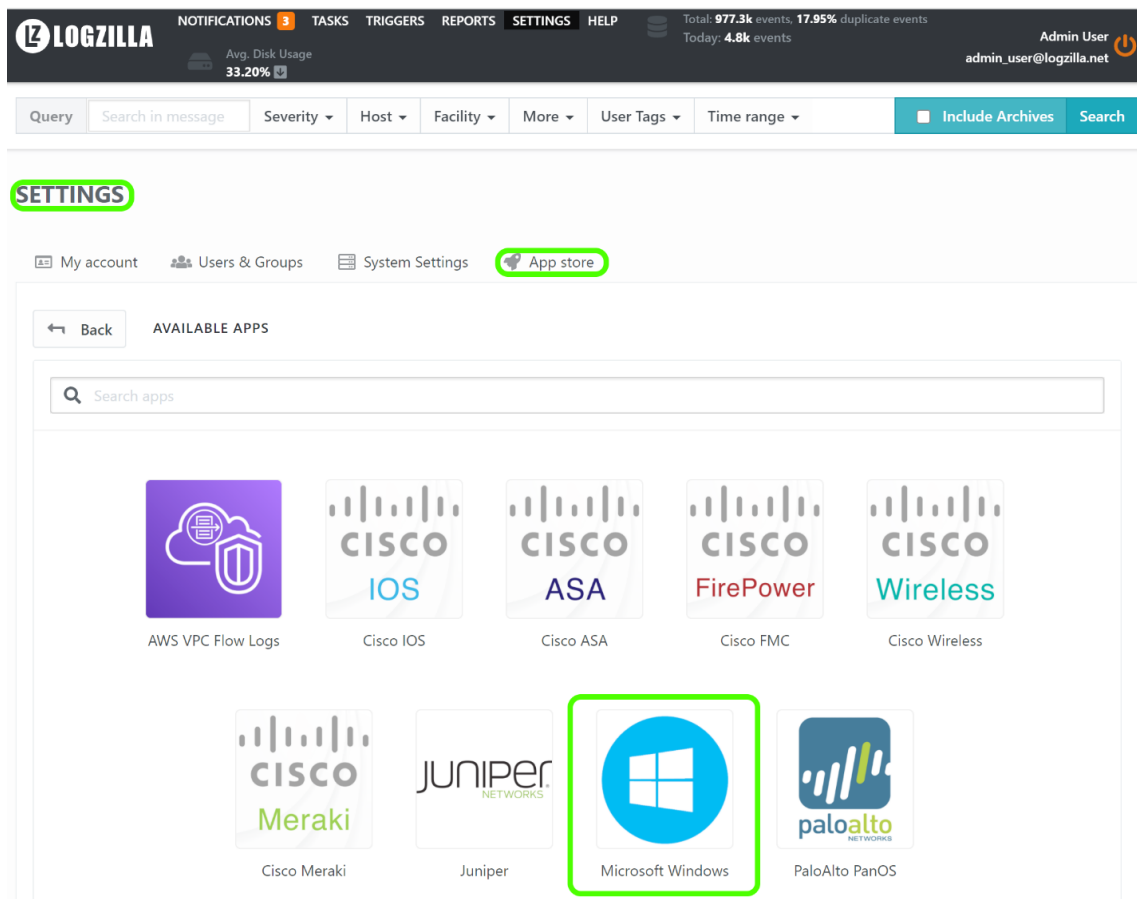 LOGZILLA
NOTIFICATIONS 3 TASKS TRIGGERS REPORTS SETTINGS HELP
Total: 977.3k events, 17.95% duplicate events
Today: 4.8k events
Avg. Disk Usage
33.20%
Admin User
admin_user@logzilla.net
Query Search in message Severity Host Facility More User Tags Time range Include Archives Search
SETTINGS
My account Users & Groups System Settings App store
Back AVAILABLE APPS
Search apps
CISCO IOS
CISCO ASA
CISCO FirePower
CISCO Wireless
AWS VPC Flow Logs Cisco IOS Cisco ASA Cisco FMC Cisco Wireless
CISCO Meraki
JUNIPER NETWORKS
paloalto NETWORKS
Cisco Meraki Juniper Microsoft Windows PaloAlto PanOS